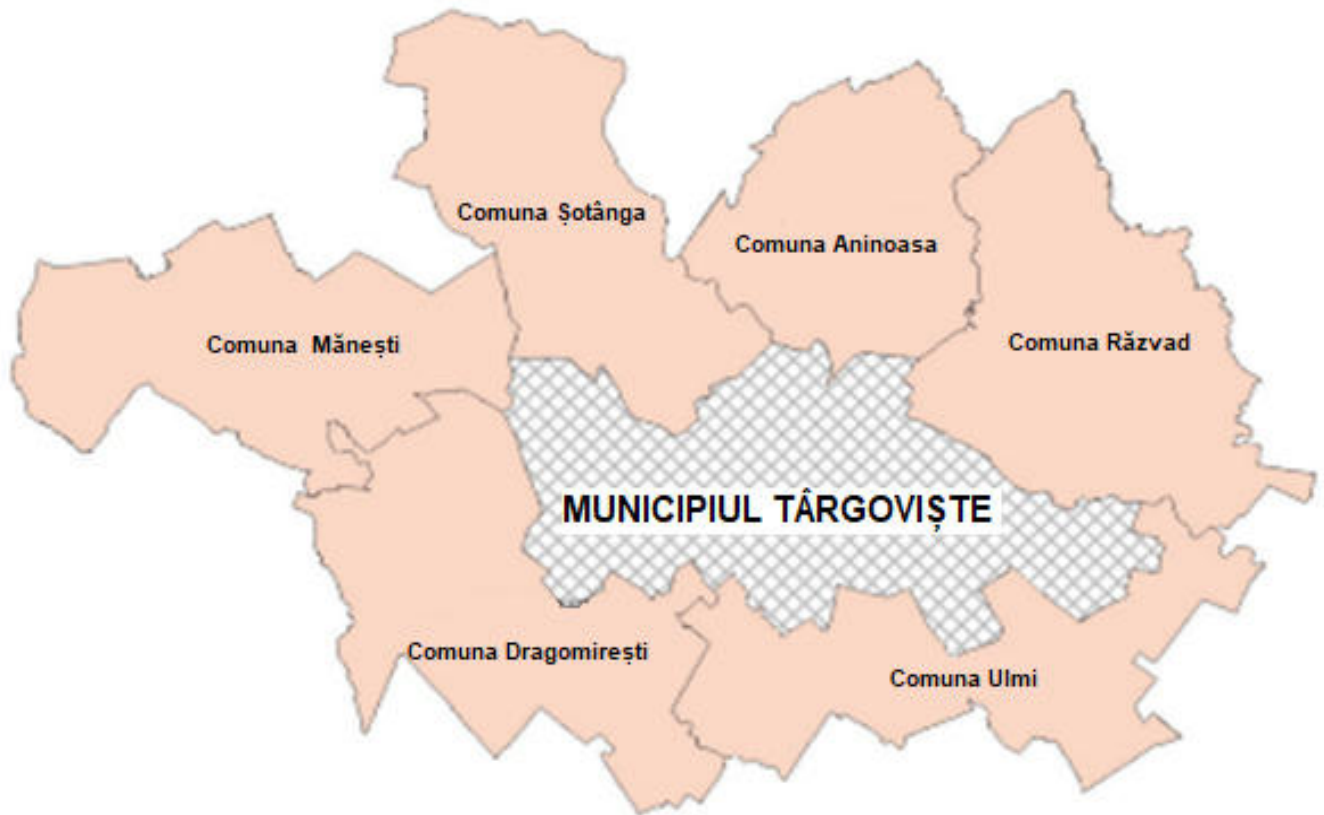 Comuna Șotânga
Comuna Aninoasa
Comuna Mănești
Comuna Răzvad
MUNICIPIUL TÂRGOVIȘTE
Comuna Dragomirești
Comuna Ulmi